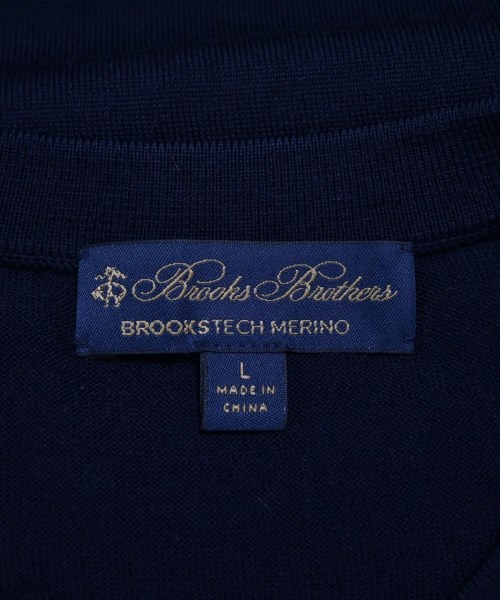 Brooks Brothers
BROOKSTECH MERINO
L
MADE IN
CHINA